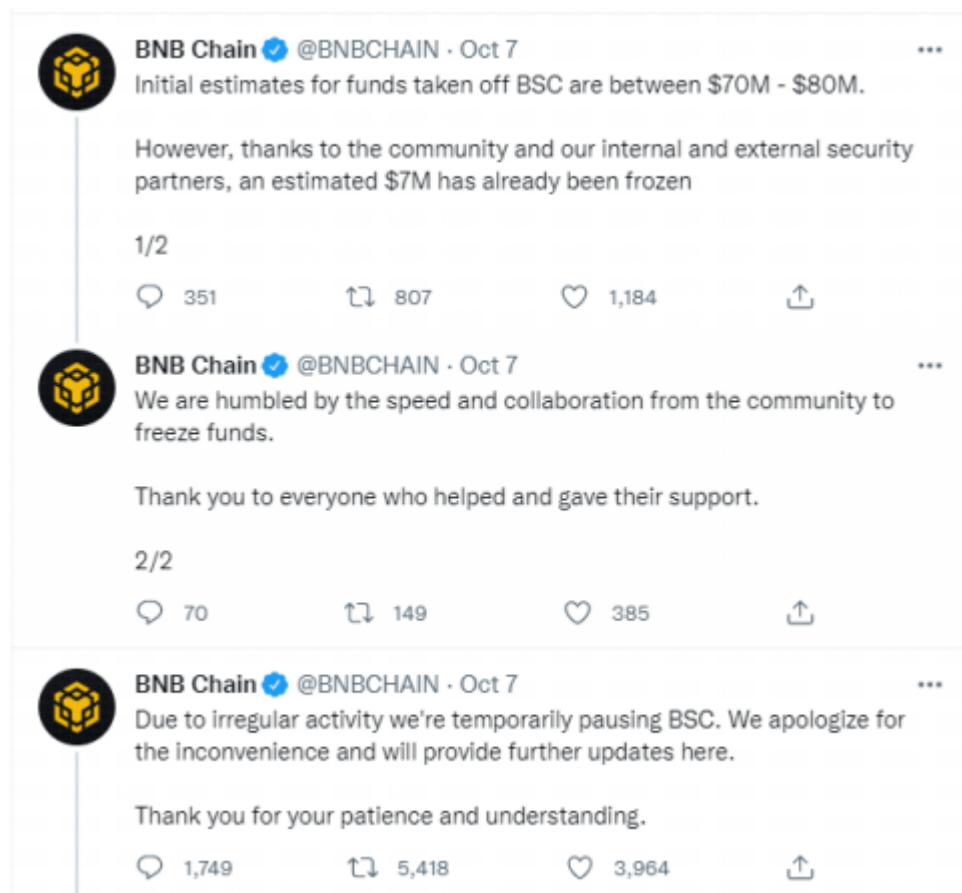 BNB Chain @BNBCHAIN · Oct 7
Initial estimates for funds taken off BSC are between $70M - $80M.
However, thanks to the community and our internal and external security
partners, an estimated $7M has already been frozen
1/2
351 807 1,184
BNB Chain @BNBCHAIN · Oct 7
We are humbled by the speed and collaboration from the community to
freeze funds.
Thank you to everyone who helped and gave their support.
2/2
70 149 385
BNB Chain @BNBCHAIN · Oct 7
Due to irregular activity we're temporarily pausing BSC. We apologize for
the inconvenience and will provide further updates here.
Thank you for your patience and understanding.
1,749 5,418 3,964